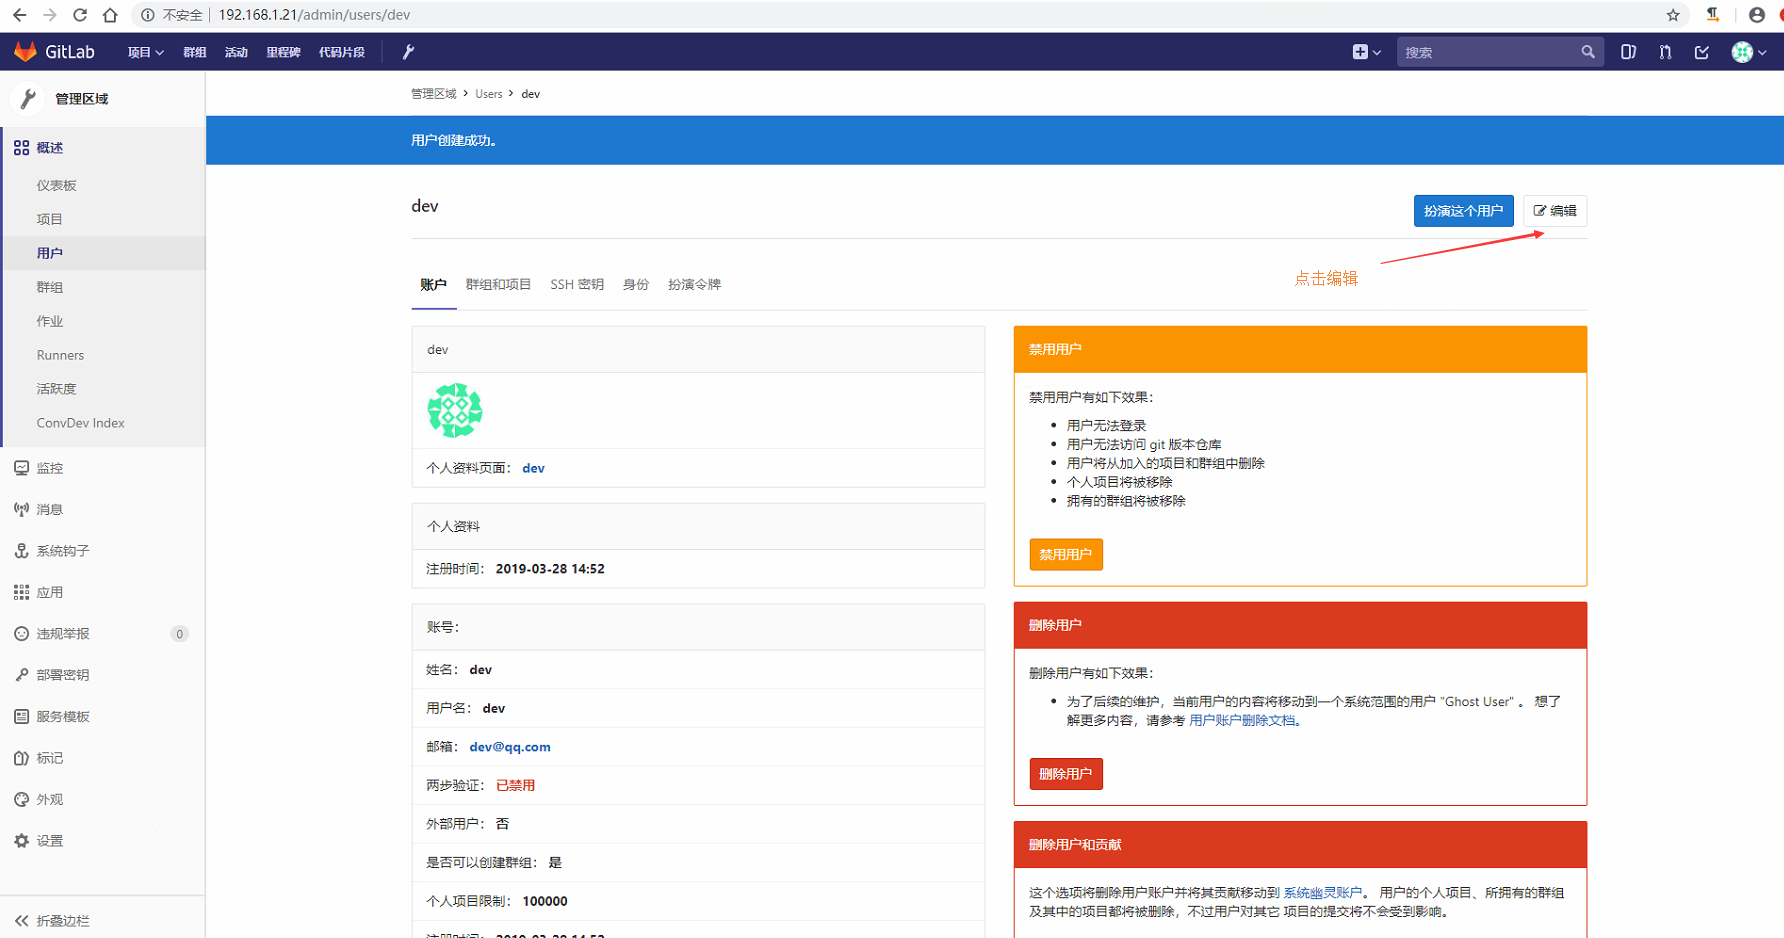 不安全 192.168.1.21/admin/users/dev
GitLab 项目 群组 活动 里程碑 代码片段 搜索
管理区域
概述
仪表板
项目
用户
群组
作业
Runners
活跃度
ConvDev Index
监控
消息
系统钩子
应用
违规举报 0
部署密钥
服务模板
标记
外观
设置
折叠边栏
管理区域 > Users > dev
用户创建成功。
dev
扮演这个用户 编辑
点击编辑
账户 群组和项目 SSH 密钥 身份 扮演令牌
dev
个人资料页面: dev
个人资料
注册时间: 2019-03-28 14:52
账号:
姓名: dev
用户名: dev
邮箱: dev@qq.com
两步验证: 已禁用
外部用户: 否
是否可以创建群组: 是
个人项目限制: 100000
注册时间: 2019-03-28 14:52
禁用用户
禁用用户有如下效果:
用户无法登录
用户无法访问 git 版本仓库
用户将从加入的项目和群组中删除
个人项目将被移除
拥有的群组将被移除
禁用用户
删除用户
删除用户有如下效果:
为了后续的维护，当前用户的内容将移动到一个系统范围的用户 "Ghost User" 。 想了
解更多内容，请参考 用户账户删除文档。
删除用户
删除用户和贡献
这个选项将删除用户账户并将其贡献移动到 系统幽灵账户。 用户的个人项目、所拥有的群组
及其中的项目都将被删除，不过用户对其它 项目的提交将不会受到影响。